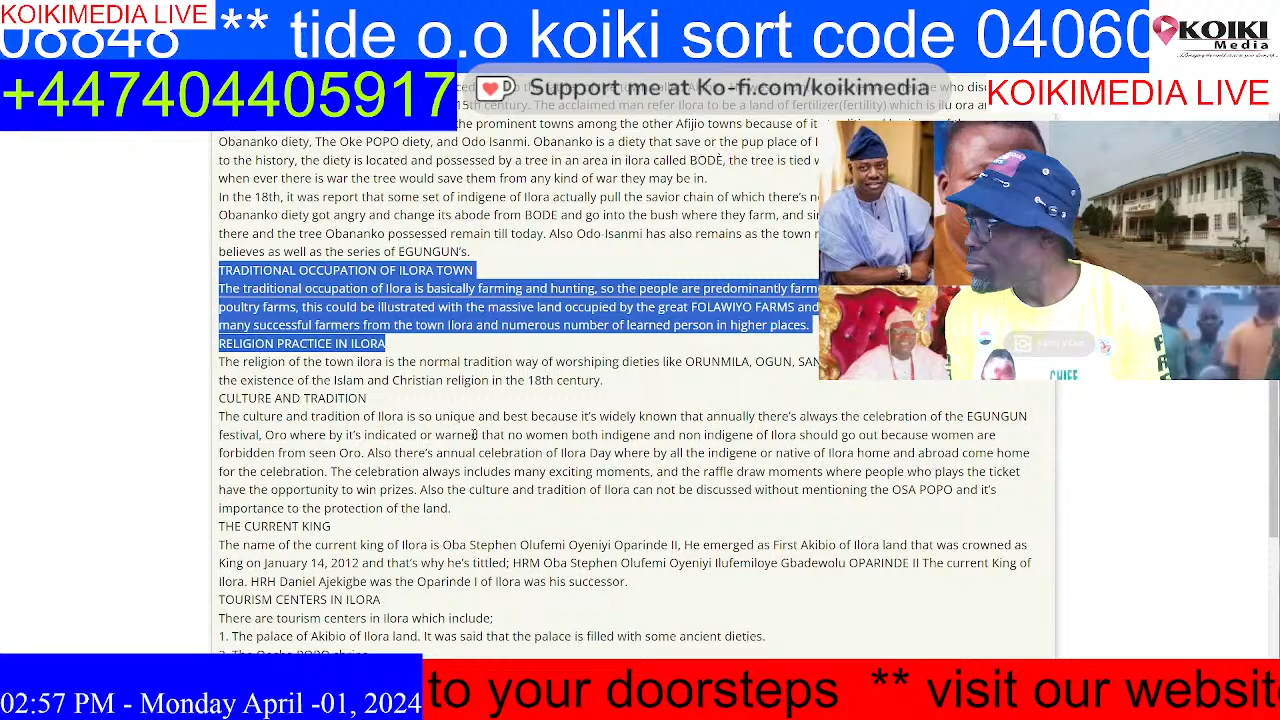 KOIKIMEDIA LIVE
08848 ** tide o.o koiki sort code 04060
KOIKI
Media
+447404405917
Support me at Ko-fi.com/koikimedia
KOIKIMEDIA LIVE
15th century. The acclaimed man refer Ilora to be a land of fertilizer(fertility) which is ilu ora
the prominent towns among the other Afijio towns because of it
Obananko diety, The Oke POPO diety, and Odo Isanmi. Obananko is a diety that save or the pup place of
to the history, the diety is located and possessed by a tree in an area in ilora called BODÈ, the tree is tied
when ever there is war the tree would save them from any kind of war they may be in.
In the 18th, it was report that some set of indigene of Ilora actually pull the savior chain of which there's
Obananko diety got angry and change its abode from BODE and go into the bush where they farm, and
there and the tree Obananko possessed remain till today. Also Odo-Isanmi has also remains as the town
believes as well as the series of EGUNGUN's.
TRADITIONAL OCCUPATION OF ILORA TOWN
The traditional occupation of Ilora is basically farming and hunting, so the people are predominantly
poultry farms, this could be illustrated with the massive land occupied by the great FOLAWIYO FARMS and
many successful farmers from the town Ilora and numerous number of learned person in higher places.
RELIGION PRACTICE IN ILORA
The religion of the town ilora is the normal tradition way of worshiping dieties like ORUNMILA, OGUN,
the existence of the Islam and Christian religion in the 18th century.
CHIEF
CULTURE AND TRADITION
The culture and tradition of Ilora is so unique and best because it's widely known that annually there's always the celebration of the EGUNGUN
festival, Oro where by it's indicated or warned that no women both indigene and non indigene of Ilora should go out because women are
forbidden from seen Oro. Also there's annual celebration of Ilora Day where by all the indigene or native of Ilora home and abroad come home
for the celebration. The celebration always includes many exciting moments, and the raffle draw moments where people who plays the ticket
have the opportunity to win prizes. Also the culture and tradition of Ilora can not be discussed without mentioning the OSA POPO and it's
importance to the protection of the land.
THE CURRENT KING
The name of the current king of Ilora is Oba Stephen Olufemi Oyeniyi Oparinde II, He emerged as First Akibio of Ilora land that was crowned as
King on January 14, 2012 and that's why he's tittled; HRM Oba Stephen Olufemi Oyeniyi Ilufemiloye Gbadewolu OPARINDE II The current King of
Ilora. HRH Daniel Ajekigbe was the Oparinde I of Ilora was his successor.
TOURISM CENTERS IN ILORA
There are tourism centers in Ilora which include;
1. The palace of Akibio of Ilora land. It was said that the palace is filled with some ancient dieties.
02:57 PM - Monday April -01, 2024
to your doorsteps ** visit our websit